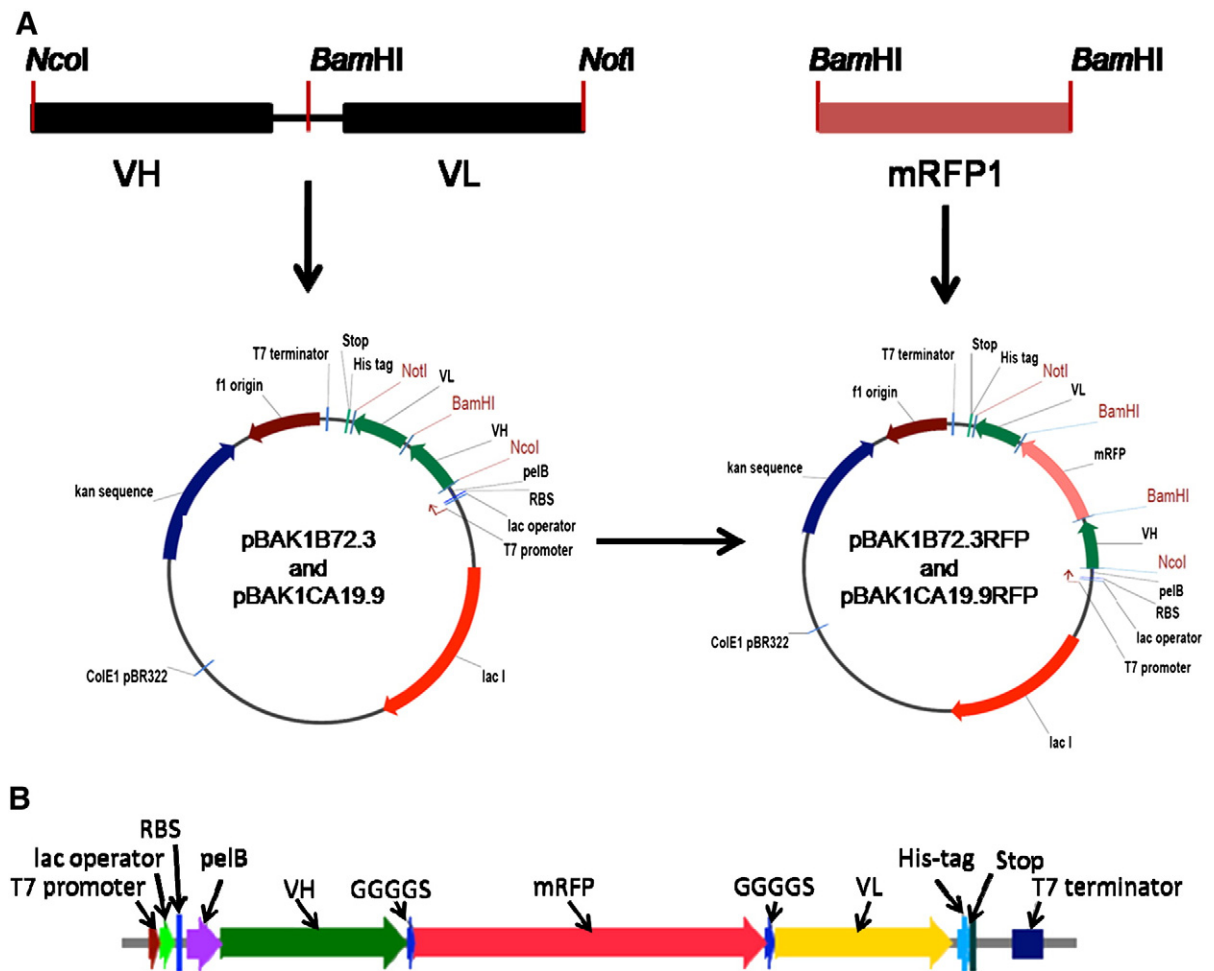 A
NcoI
BamHI
NotI
BamHI
BamHI
VH
VL
mRFP1
T7 terminator
Stop
His tag
NotI
VL
f1 origin
BamHI
VH
NcoI
kan sequence
pelB
RBS
lac operator
T7 promoter
pBAK1B72.3
and
pBAK1CA19.9
ColE1 pBR322
lac I
T7 terminator
Stop
His tag
NotI
VL
f1 origin
BamHI
mRFP
kan sequence
BamHI
VH
NcoI
pelB
RBS
lac operator
T7 promoter
pBAK1B72.3RFP
and
pBAK1CA19.9RFP
ColE1 pBR322
lac I
B
RBS
lac operator
pelB
T7 promoter
VH
GGGGS
mRFP
GGGGS
VL
His-tag
Stop
T7 terminator